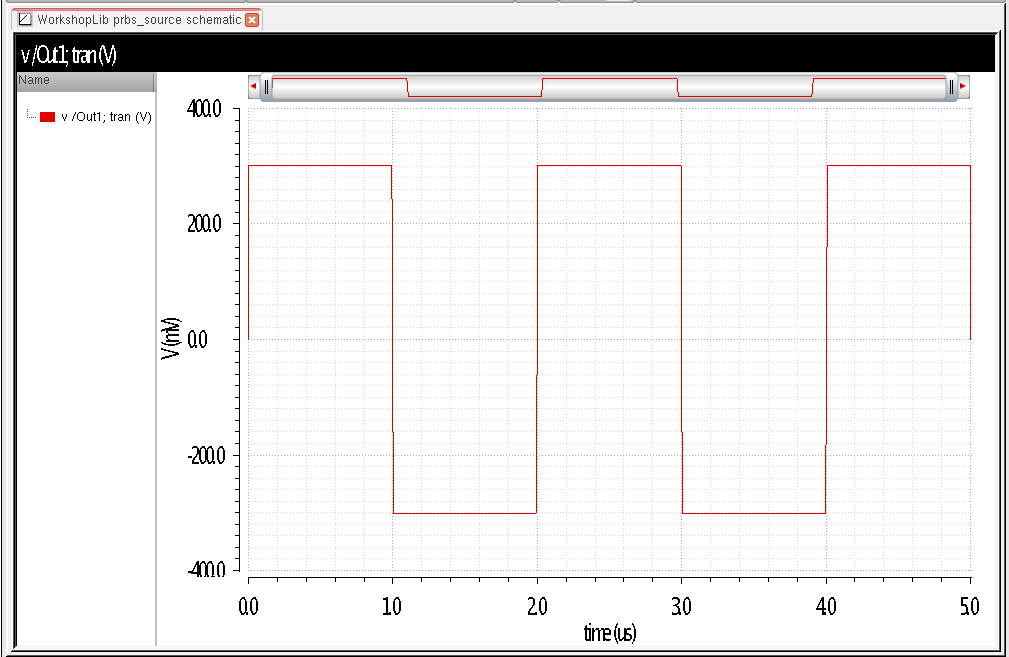 WorkshopLib prbs_source schematic
v /Out1; tran (V)
Name
v /Out1; tran (V)
400.0
200.0
0.0
-200.0
-400.0
V (mV)
0.0 1.0 2.0 3.0 4.0 5.0
time (us)